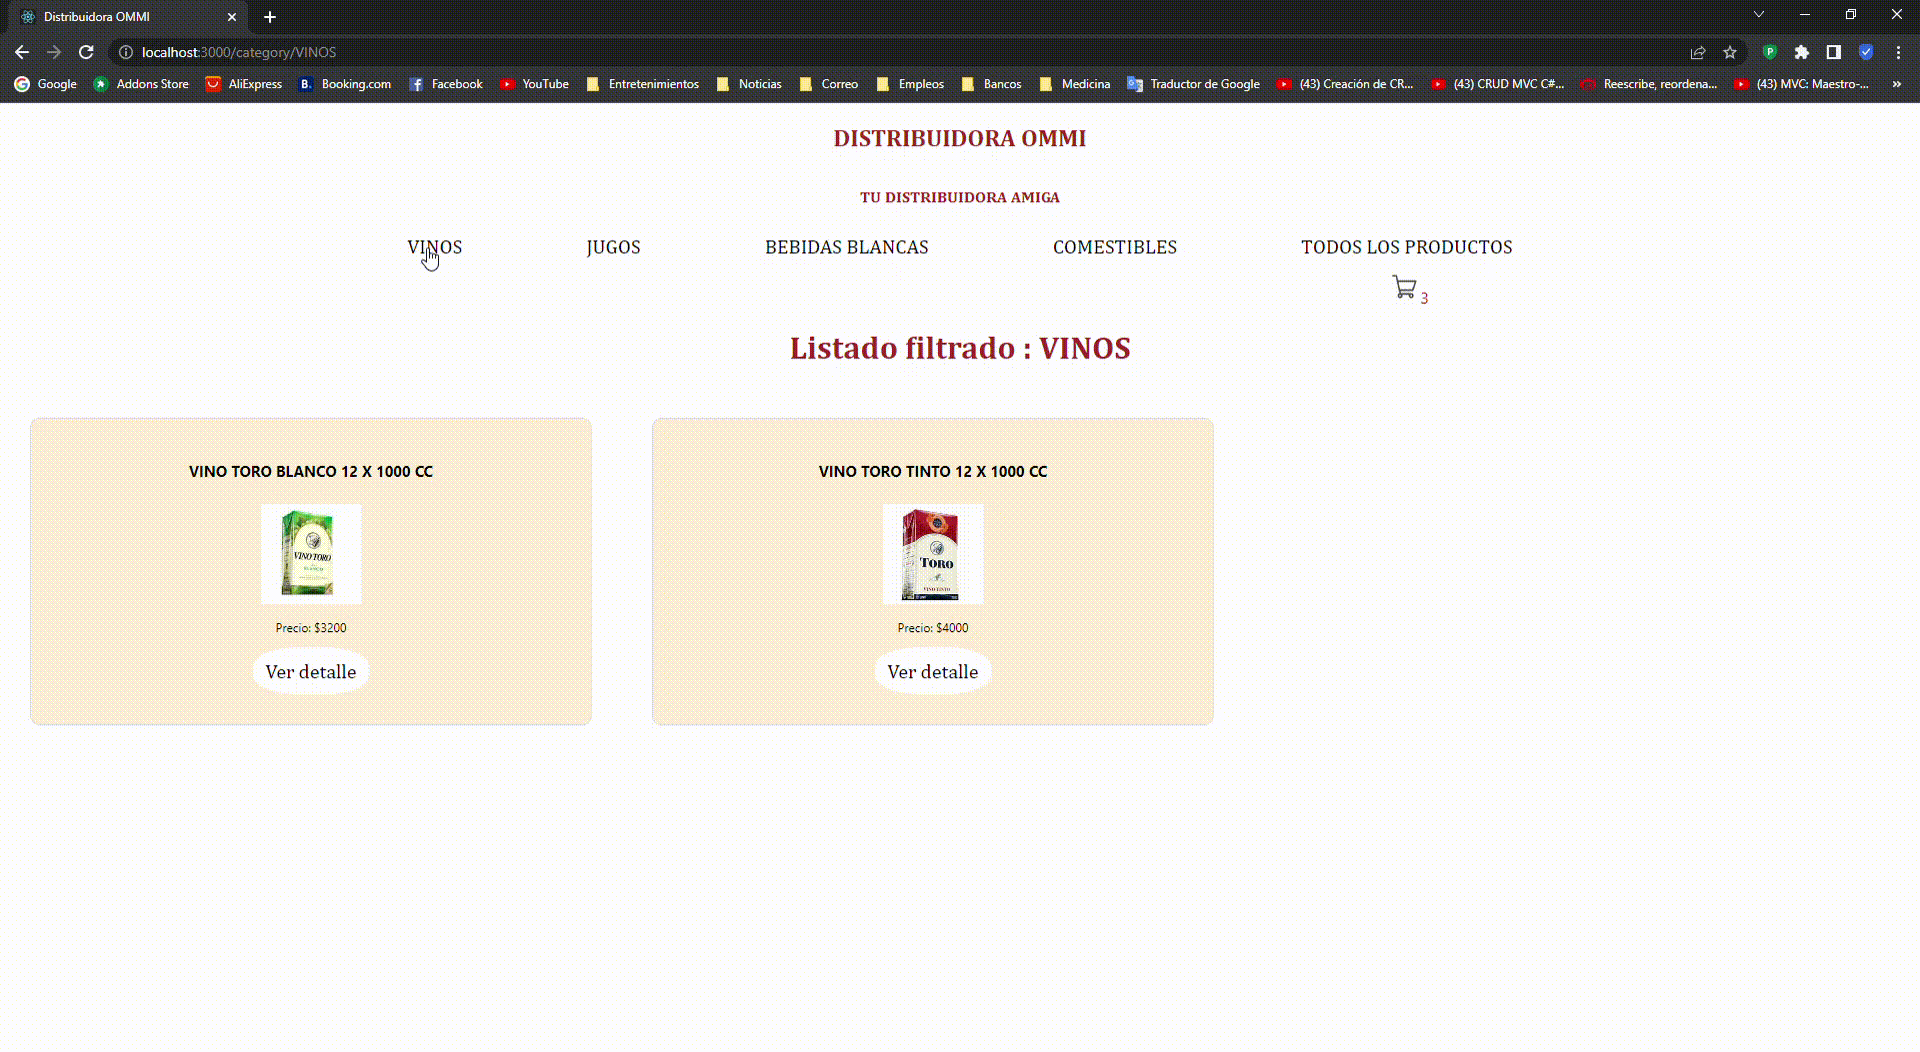 Distribuidora OMMI
localhost:3000/category/VINOS
Google Addons Store AliExpress Booking.com Facebook YouTube Entretenimientos Noticias Correo Empleos Bancos Medicina Traductor de Google (43) Creación de CR... (43) CRUD MVC C#... Reescribe, reordena... (43) MVC: Maestro-... »
DISTRIBUIDORA OMMI
TU DISTRIBUIDORA AMIGA
VINOS JUGOS BEBIDAS BLANCAS COMESTIBLES TODOS LOS PRODUCTOS
3
Listado filtrado : VINOS
VINO TORO BLANCO 12 X 1000 CC VINO TORO TINTO 12 X 1000 CC
VINO TORO
BLANCO
TORO
VINO TINTO
Precio: $3200 Precio: $4000
Ver detalle Ver detalle